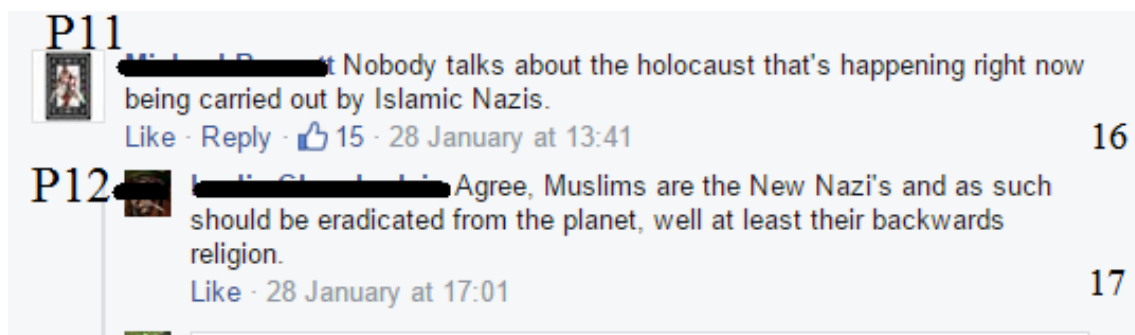 P11
Nobody talks about the holocaust that's happening right now
being carried out by Islamic Nazis.
Like · Reply · 15 · 28 January at 13:41
16
P12
Agree, Muslims are the New Nazi's and as such
should be eradicated from the planet, well at least their backwards
religion.
Like · 28 January at 17:01
17